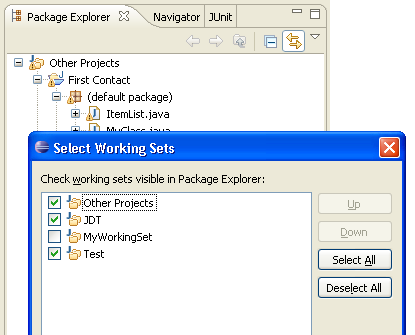 Package Explorer Navigator JUnit
Other Projects
First Contact
(default package)
ItemList.java
MyClass.java
Select Working Sets
Check working sets visible in Package Explorer:
Other Projects
JDT
MyWorkingSet
Test
Up
Down
Select All
Deselect All